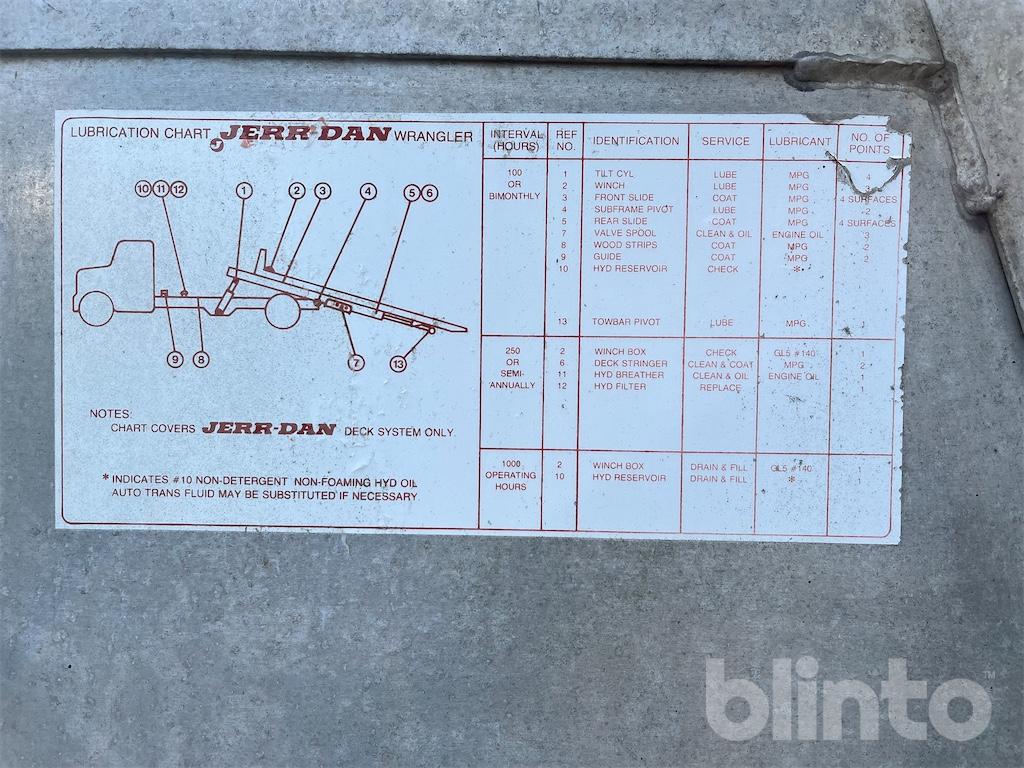 LUBRICATION CHART JERR-DAN WRANGLER
10 11 12 1 2 3 4 5 6
9 8 7 13
NOTES:
CHART COVERS JERR-DAN DECK SYSTEM ONLY.
* INDICATES #10 NON-DETERGENT NON-FOAMING HYD OIL
AUTO TRANS FLUID MAY BE SUBSTITUTED IF NECESSARY.
INTERVAL (HOURS) REF NO. IDENTIFICATION SERVICE LUBRICANT NO. OF POINTS
100 OR BIMONTHLY
1 TILT CYL LUBE MPG 4
2 WINCH LUBE MPG
3 FRONT SLIDE COAT MPG 4 SURFACES
4 SUBFRAME PIVOT LUBE MPG 2
5 REAR SLIDE COAT MPG 4 SURFACES
7 VALVE SPOOL CLEAN & OIL ENGINE OIL 3
8 WOOD STRIPS COAT MPG 2
9 GUIDE COAT MPG 2
10 HYD RESERVOIR CHECK *
13 TOWBAR PIVOT LUBE MPG 1
250 OR SEMI-ANNUALLY
2 WINCH BOX CHECK GL5 #140 1
6 DECK STRINGER CLEAN & COAT MPG 2
11 HYD BREATHER CLEAN & OIL ENGINE OIL 1
12 HYD FILTER REPLACE 1
1000 OPERATING HOURS
2 WINCH BOX DRAIN & FILL GL5 #140 1
10 HYD RESERVOIR DRAIN & FILL * 1
blinto™